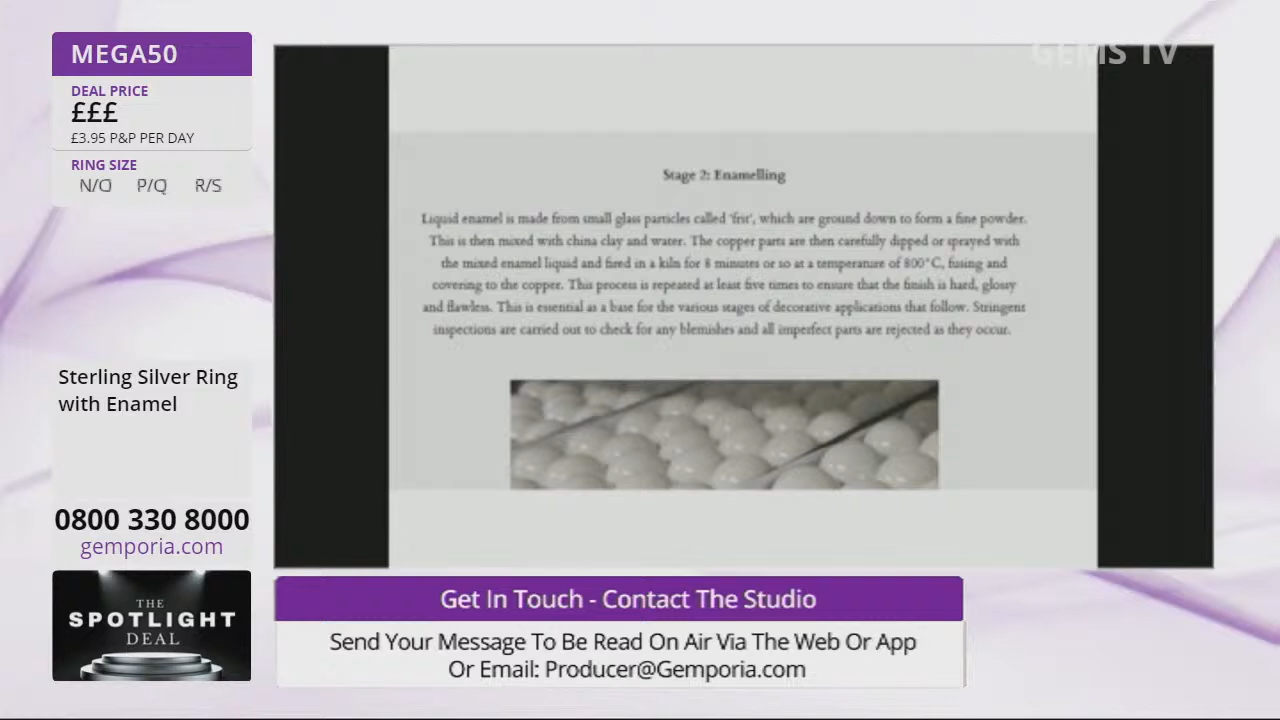 MEGA50
DEAL PRICE
£££
£3.95 P&P PER DAY
RING SIZE
N/O P/Q R/S
Sterling Silver Ring
with Enamel
0800 330 8000
gemporia.com
THE
SPOTLIGHT
DEAL
GEMS TV
Stage 2: Enamelling
Liquid enamel is made from small glass particles called 'frit', which are ground down to form a fine powder.
This is then mixed with china clay and water. The copper parts are then carefully dipped or sprayed with
the mixed enamel liquid and fired in a kiln for 8 minutes or so at a temperature of 800°C, fusing and
covering to the copper. This process is repeated at least five times to ensure that the finish is hard, glossy
and flawless. This is essential as a base for the various stages of decorative applications that follow. Stringent
inspections are carried out to check for any blemishes and all imperfect parts are rejected as they occur.
Get In Touch - Contact The Studio
Send Your Message To Be Read On Air Via The Web Or App
Or Email: Producer@Gemporia.com